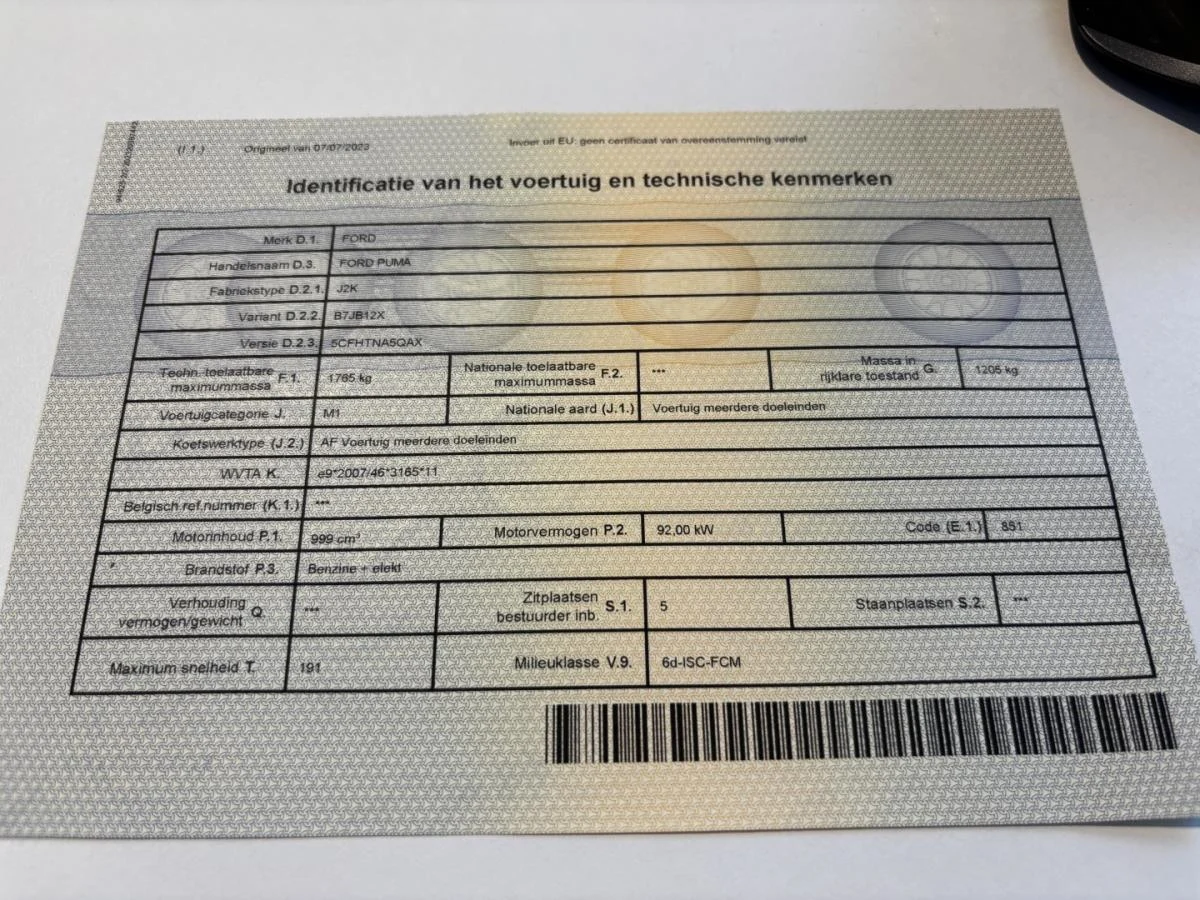 (I.1.) Origineel van 07/07/2023
Invoer uit EU: geen certificaat van overeenstemming vereist
Identificatie van het voertuig en technische kenmerken
Merk D.1. FORD
Handelsnaam D.3. FORD PUMA
Fabriekstype D.2.1. J2K
Variant D.2.2. B7JB12X
Versie D.2.3. 5CFHTNA5QAX
Techn. toelaatbare maximummassa F.1. 1765 kg Nationale toelaatbare maximummassa F.2. *** Massa in rijklare toestand G. 1205 kg
Voertuigcategorie J. M1 Nationale aard (J.1.) Voertuig meerdere doeleinden
Koetswerktype (J.2.) AF Voertuig meerdere doeleinden
WVTA K. e9*2007/46*3165*11
Belgisch ref.nummer (K.1.) ***
Motorinhoud P.1. 999 cm³ Motorvermogen P.2. 92,00 kW Code (E.1.) 851
Brandstof P.3. Benzine + elekt
Verhouding vermogen/gewicht Q. *** Zitplaatsen bestuurder inb. S.1. 5 Staanplaatsen S.2. ***
Maximum snelheid T. 191 Milieuklasse V.9. 6d-ISC-FCM